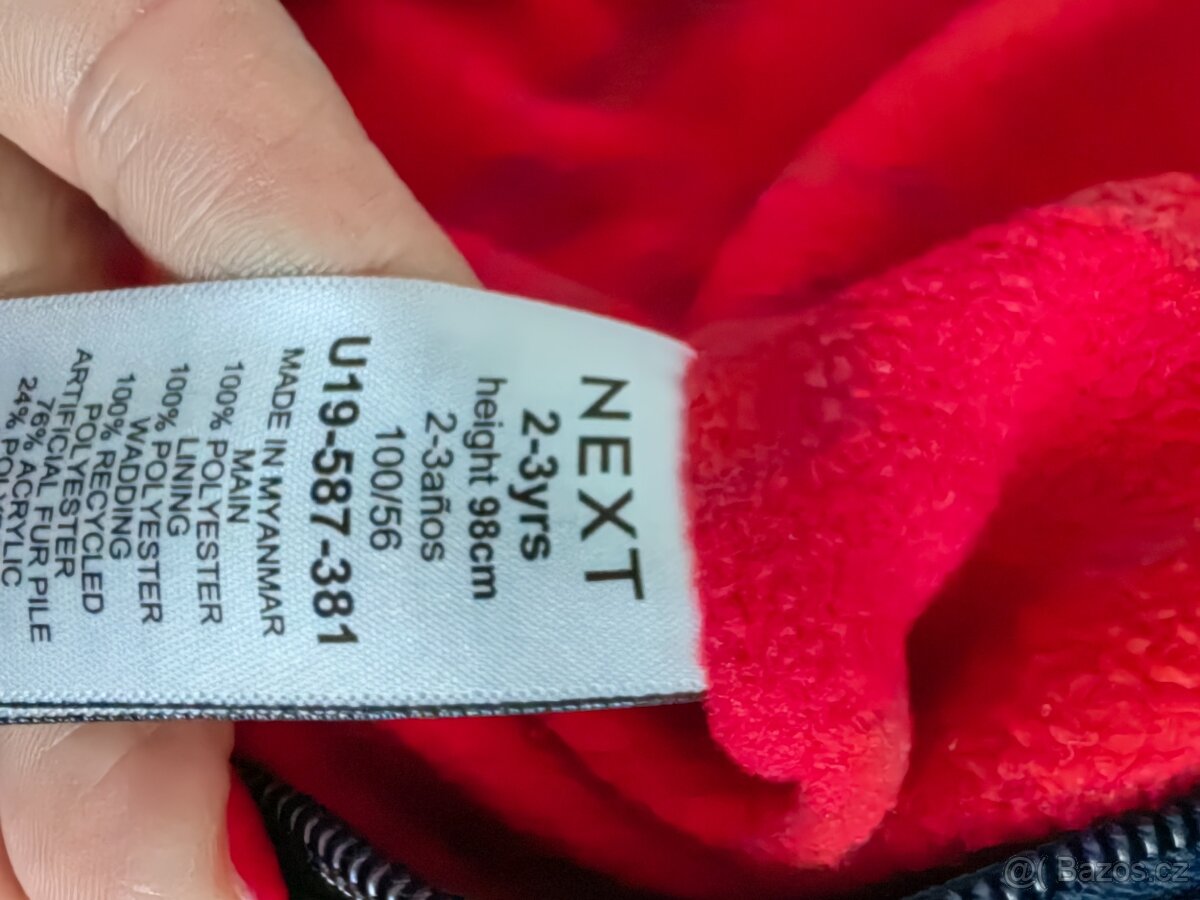 NEXT
2-3yrs
height 98cm
2-3años
100/56
U19-587-381
MADE IN MYANMAR
MAIN
100% POLYESTER
LINING
100% POLYESTER
WADDING
100% RECYCLED
POLYESTER
ARTIFICIAL FUR PILE
76% ACRYLIC
24%
@( Bazos.cz